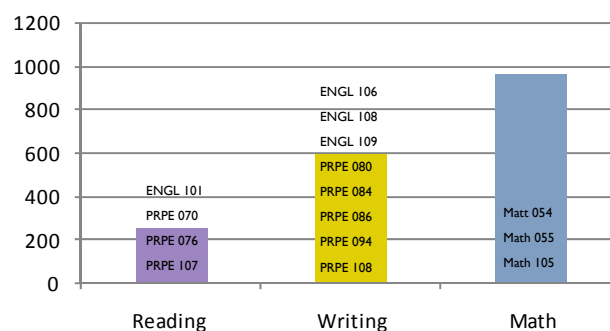 1200
1000
800
600
400
200
0
ENGL 101
PRPE 070
PRPE 076
PRPE 107
ENGL 106
ENGL 108
ENGL 109
PRPE 080
PRPE 084
PRPE 086
PRPE 094
PRPE 108
Matt 054
Math 055
Math 105
Reading
Writing
Math